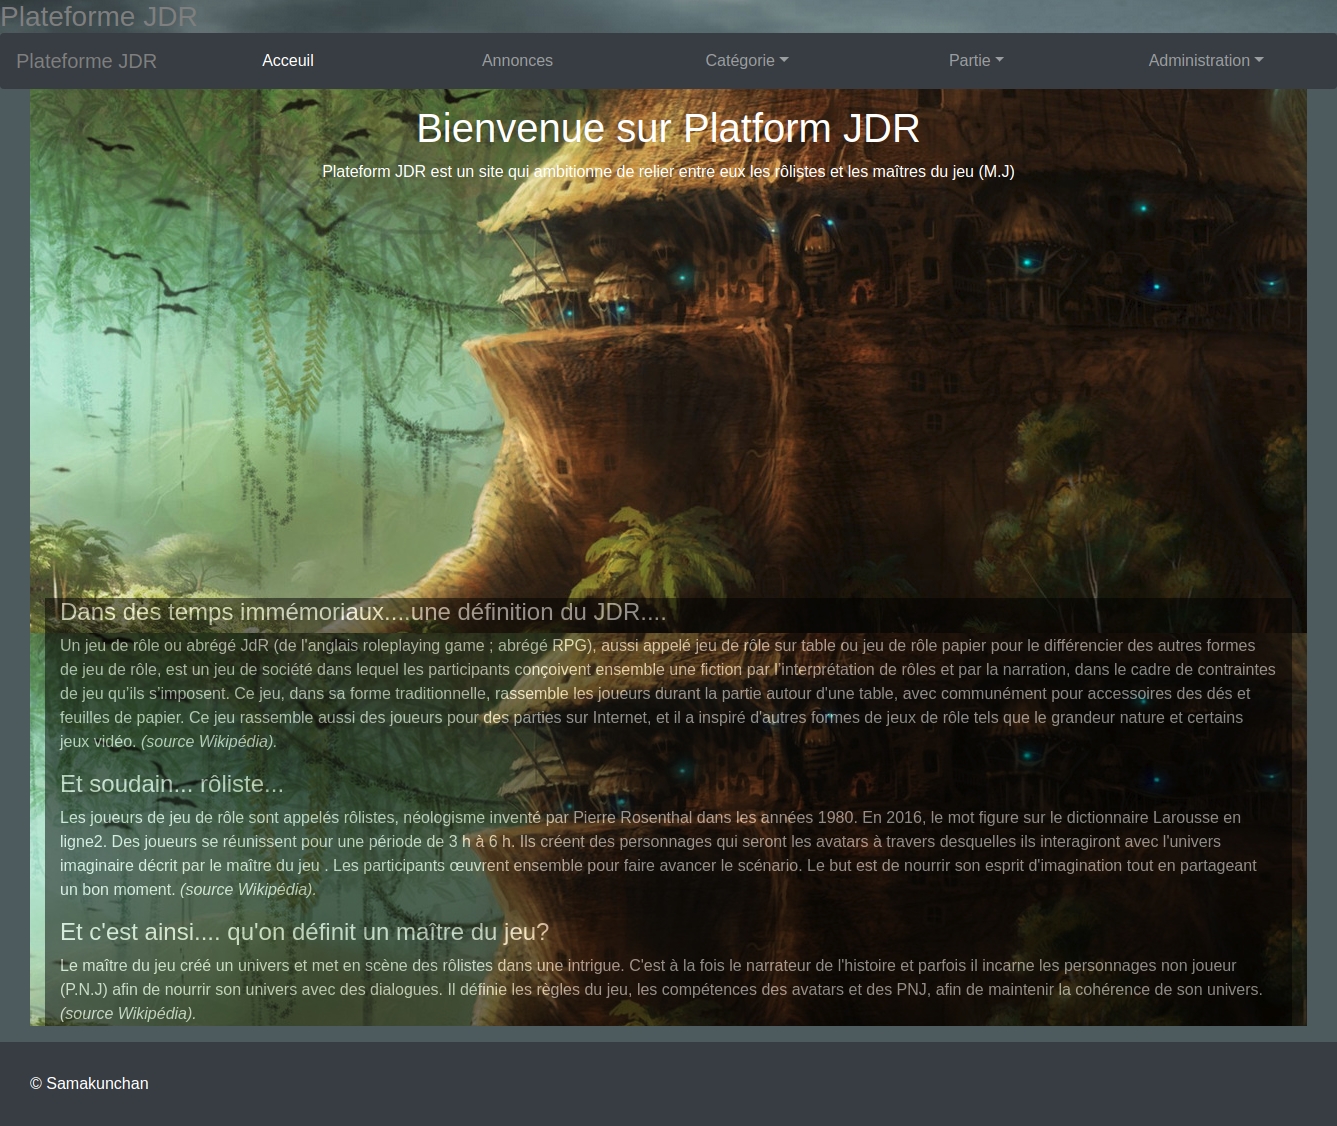 Plateforme JDR
Plateforme JDR Acceuil Annonces Catégorie Partie Administration
Bienvenue sur Platform JDR
Plateform JDR est un site qui ambitionne de relier entre eux les rôlistes et les maîtres du jeu (M.J)
Dans des temps immémoriaux....une définition du JDR....
Un jeu de rôle ou abrégé JdR (de l'anglais roleplaying game ; abrégé RPG), aussi appelé jeu de rôle sur table ou jeu de rôle papier pour le différencier des autres formes
de jeu de rôle, est un jeu de société dans lequel les participants conçoivent ensemble une fiction par l'interprétation de rôles et par la narration, dans le cadre de contraintes
de jeu qu'ils s'imposent. Ce jeu, dans sa forme traditionnelle, rassemble les joueurs durant la partie autour d'une table, avec communément pour accessoires des dés et
feuilles de papier. Ce jeu rassemble aussi des joueurs pour des parties sur Internet, et il a inspiré d'autres formes de jeux de rôle tels que le grandeur nature et certains
jeux vidéo. (source Wikipédia).
Et soudain... rôliste...
Les joueurs de jeu de rôle sont appelés rôlistes, néologisme inventé par Pierre Rosenthal dans les années 1980. En 2016, le mot figure sur le dictionnaire Larousse en
ligne2. Des joueurs se réunissent pour une période de 3 h à 6 h. Ils créent des personnages qui seront les avatars à travers desquelles ils interagiront avec l'univers
imaginaire décrit par le maître du jeu . Les participants œuvrent ensemble pour faire avancer le scénario. Le but est de nourrir son esprit d'imagination tout en partageant
un bon moment. (source Wikipédia).
Et c'est ainsi.... qu'on définit un maître du jeu?
Le maître du jeu créé un univers et met en scène des rôlistes dans une intrigue. C'est à la fois le narrateur de l'histoire et parfois il incarne les personnages non joueur
(P.N.J) afin de nourrir son univers avec des dialogues. Il définie les règles du jeu, les compétences des avatars et des PNJ, afin de maintenir la cohérence de son univers.
(source Wikipédia).
© Samakunchan